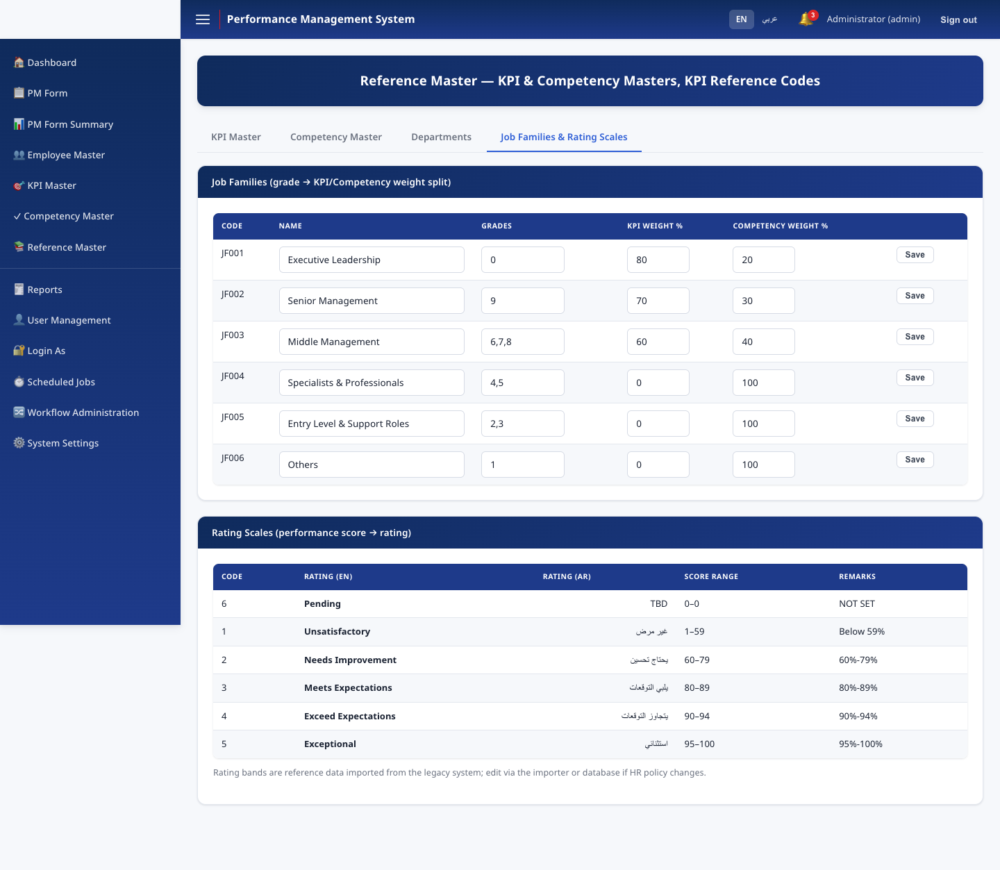 Performance Management System
EN
عربي
3
Administrator (admin)
Sign out
Dashboard
PM Form
PM Form Summary
Employee Master
KPI Master
✓ Competency Master
Reference Master
Reports
User Management
Login As
Scheduled Jobs
Workflow Administration
System Settings
Reference Master — KPI & Competency Masters, KPI Reference Codes
KPI Master Competency Master Departments Job Families & Rating Scales
Job Families (grade → KPI/Competency weight split)
CODE NAME GRADES KPI WEIGHT % COMPETENCY WEIGHT %
JF001 Executive Leadership 0 80 20 Save
JF002 Senior Management 9 70 30 Save
JF003 Middle Management 6,7,8 60 40 Save
JF004 Specialists & Professionals 4,5 0 100 Save
JF005 Entry Level & Support Roles 2,3 0 100 Save
JF006 Others 1 0 100 Save
Rating Scales (performance score → rating)
CODE RATING (EN) RATING (AR) SCORE RANGE REMARKS
6 Pending TBD 0–0 NOT SET
1 Unsatisfactory غير مرض 1–59 Below 59%
2 Needs Improvement يحتاج تحسين 60–79 60%-79%
3 Meets Expectations يلبي التوقعات 80–89 80%-89%
4 Exceed Expectations يتجاوز التوقعات 90–94 90%-94%
5 Exceptional استثنائي 95–100 95%-100%
Rating bands are reference data imported from the legacy system; edit via the importer or database if HR policy changes.